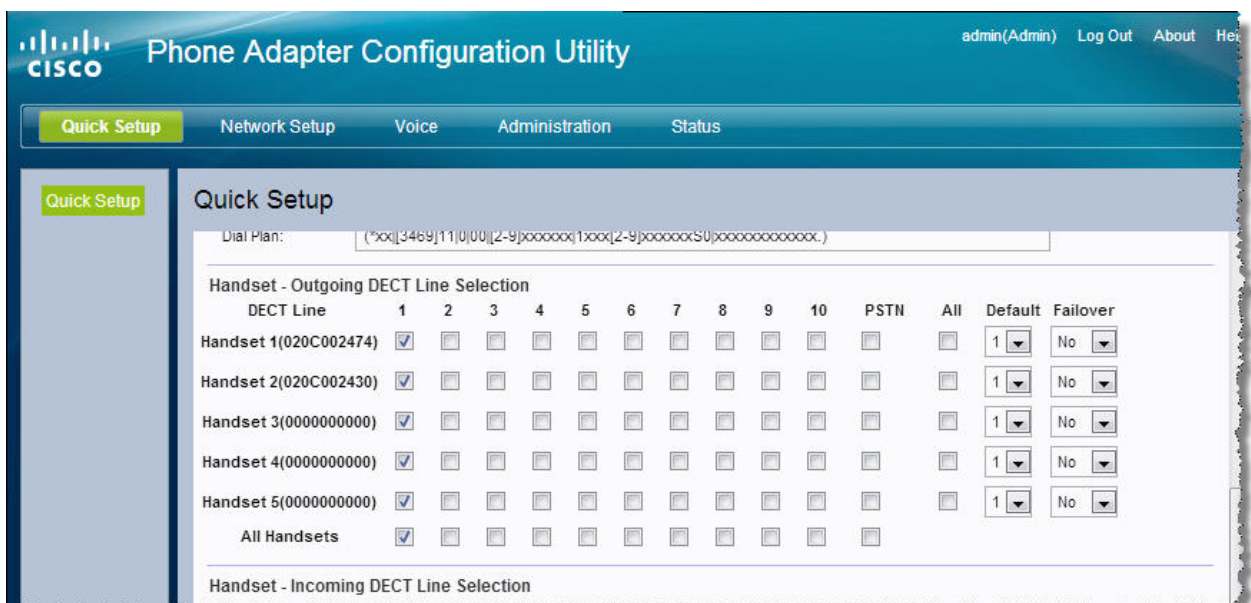 CISCO
Phone Adapter Configuration Utility
admin(Admin) Log Out About
Quick Setup Network Setup Voice Administration Status
Quick Setup
Quick Setup
Dial Plan: (*xx|[3469]11|0|00|[2-9]xxxxxx|1xxx[2-9]xxxxxxS0|xxxxxxxxxxxx.)
Handset - Outgoing DECT Line Selection
DECT Line 1 2 3 4 5 6 7 8 9 10 PSTN All Default Failover
Handset 1(020C002474) 1 No
Handset 2(020C002430) 1 No
Handset 3(0000000000) 1 No
Handset 4(0000000000) 1 No
Handset 5(0000000000) 1 No
All Handsets
Handset - Incoming DECT Line Selection